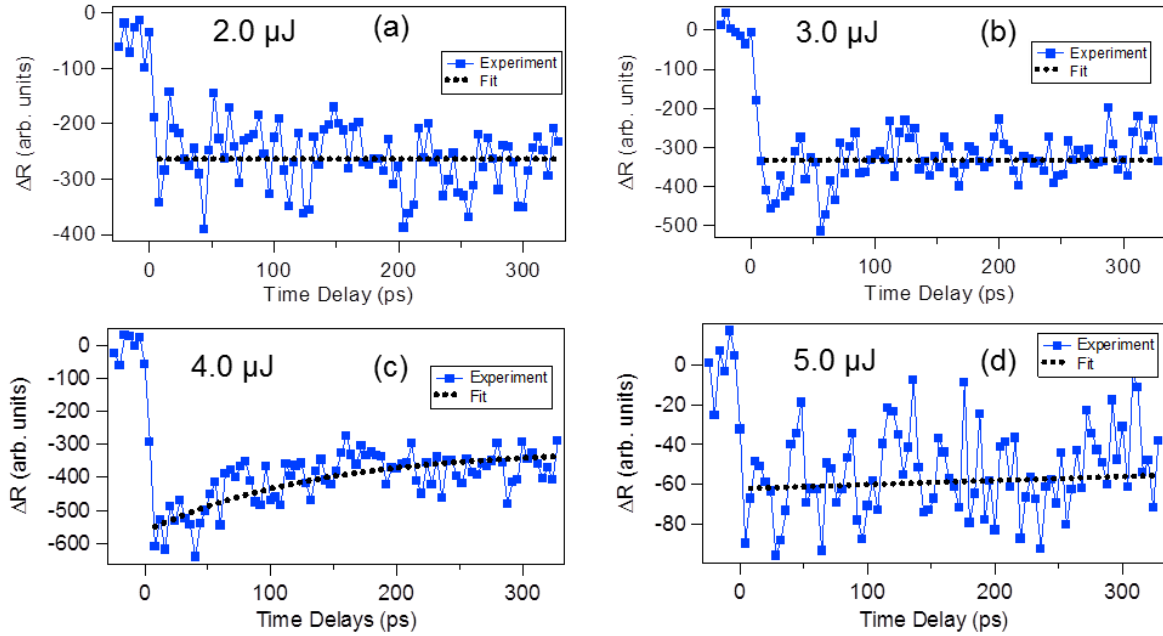 2.0 µJ (a)
Experiment
Fit
0
-100
-200
-300
-400
ΔR (arb. units)
0 100 200 300
Time Delay (ps)
3.0 µJ (b)
Experiment
Fit
0
-100
-200
-300
-400
-500
ΔR (arb. units)
0 100 200 300
Time Delay (ps)
4.0 µJ (c)
Experiment
Fit
0
-100
-200
-300
-400
-500
-600
ΔR (arb. units)
0 100 200 300
Time Delays (ps)
5.0 µJ (d)
Experiment
Fit
0
-20
-40
-60
-80
ΔR (arb. units)
0 100 200 300
Time Delay (ps)